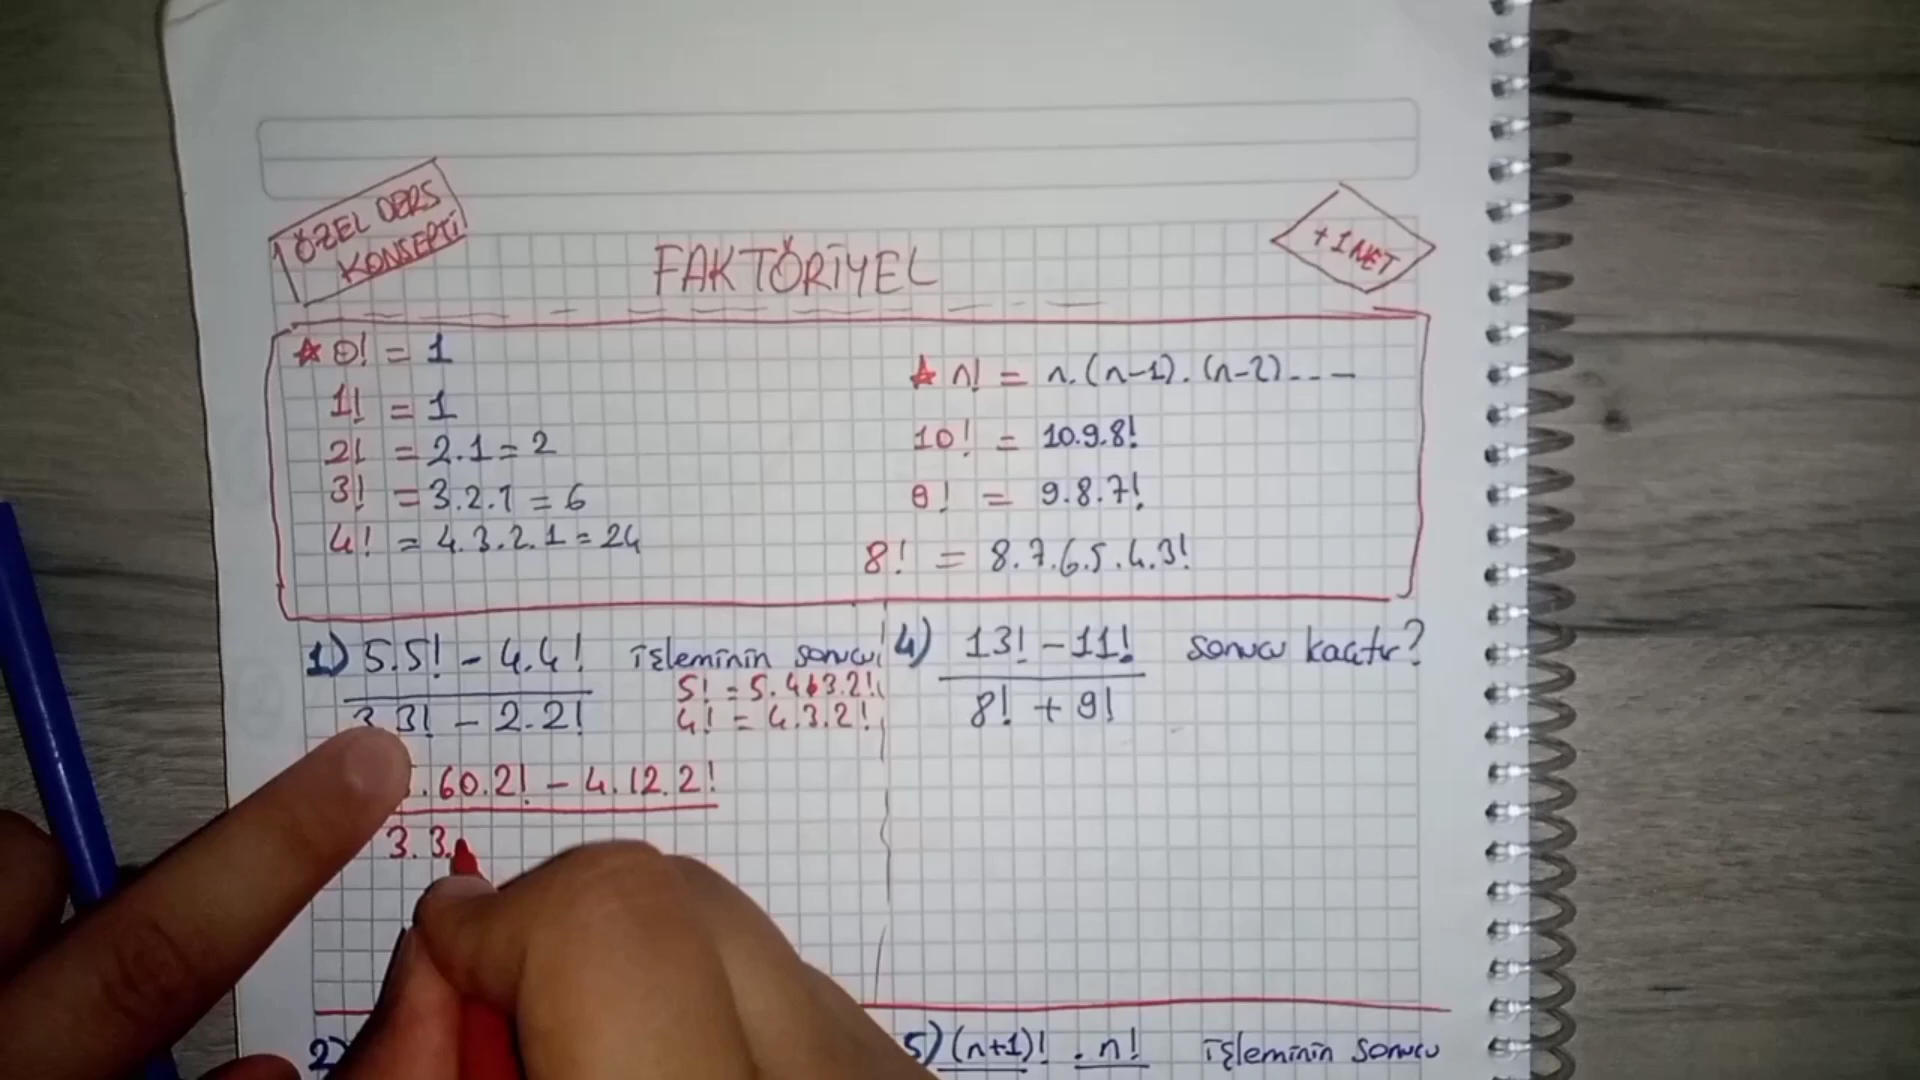 ÖZEL DERS
KONSEPTİ
FAKTÖRİYEL
+1 NET
☆ 0! = 1
1! = 1
2! = 2.1 = 2
3! = 3.2.1 = 6
4! = 4.3.2.1 = 24
☆ n! = n.(n-1).(n-2)----
10! = 10.9.8!
9! = 9.8.7!
8! = 8.7.6.5.4.3!
1) 5.5! - 4.4! işleminin sonucu
3.3! - 2.2!
5! = 5.4.3.2!
4! = 4.3.2!
.60.2! - 4.12.2!
3.3.
4) 13! - 11! sonucu kaçtır?
8! + 9!
2)
5) (n+1)! . n! işleminin sonucu